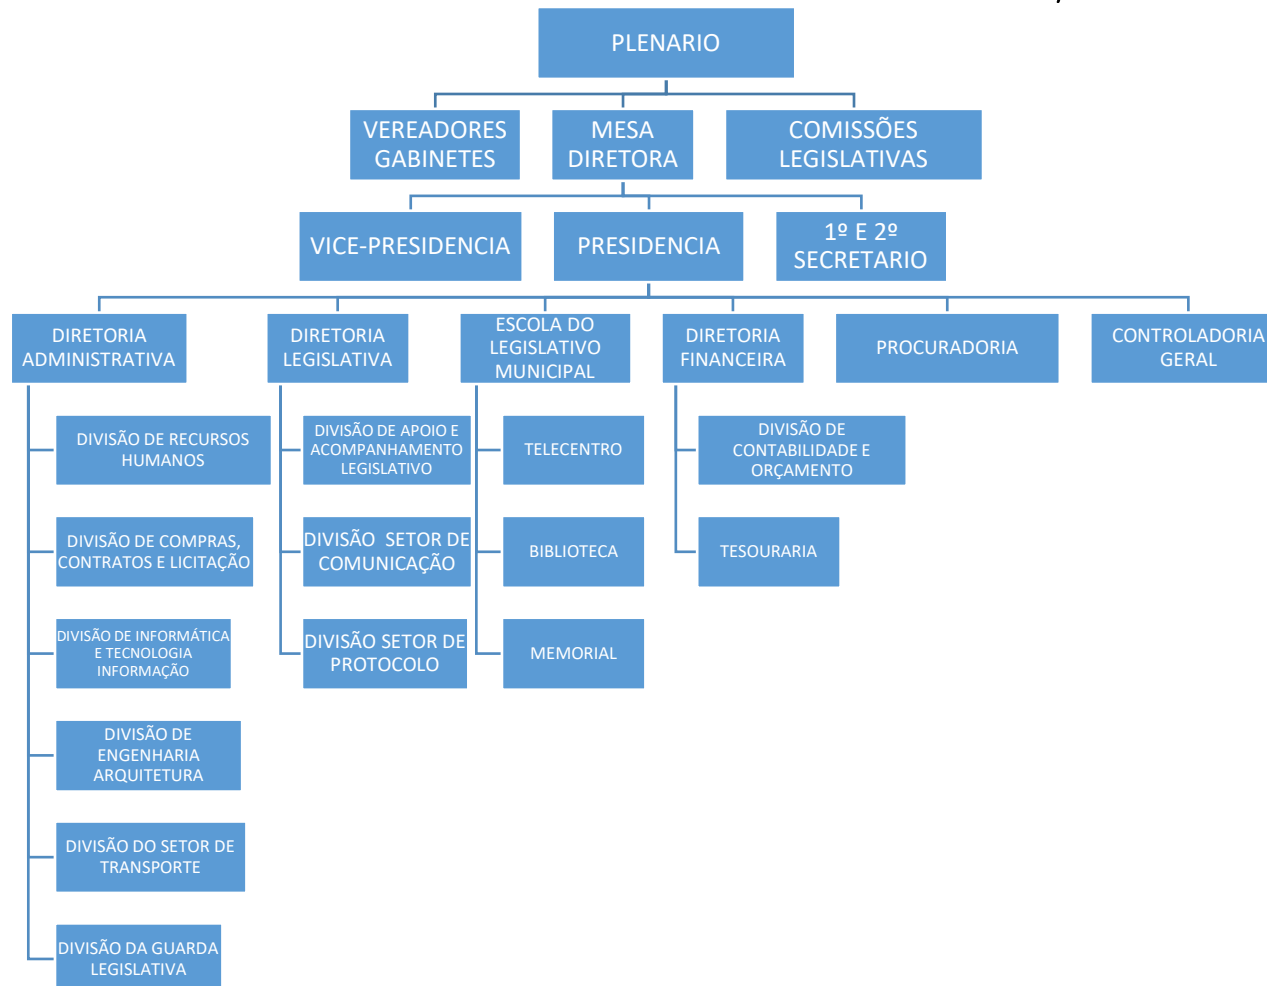 PLENARIO
VEREADORES
GABINETES
MESA
DIRETORA
COMISSÕES
LEGISLATIVAS
VICE-PRESIDENCIA
PRESIDENCIA
1º E 2º
SECRETARIO
DIRETORIA
ADMINISTRATIVA
DIRETORIA
LEGISLATIVA
ESCOLA DO
LEGISLATIVO
MUNICIPAL
DIRETORIA
FINANCEIRA
PROCURADORIA
CONTROLADORIA
GERAL
DIVISÃO DE RECURSOS
HUMANOS
DIVISÃO DE COMPRAS,
CONTRATOS E LICITAÇÃO
DIVISÃO DE INFORMÁTICA
E TECNOLOGIA
INFORMAÇÃO
DIVISÃO DE
ENGENHARIA
ARQUITETURA
DIVISÃO DO SETOR DE
TRANSPORTE
DIVISÃO DA GUARDA
LEGISLATIVA
DIVISÃO DE APOIO E
ACOMPANHAMENTO
LEGISLATIVO
DIVISÃO  SETOR DE
COMUNICAÇÃO
DIVISÃO SETOR DE
PROTOCOLO
TELECENTRO
BIBLIOTECA
MEMORIAL
DIVISÃO DE
CONTABILIDADE E
ORÇAMENTO
TESOURARIA